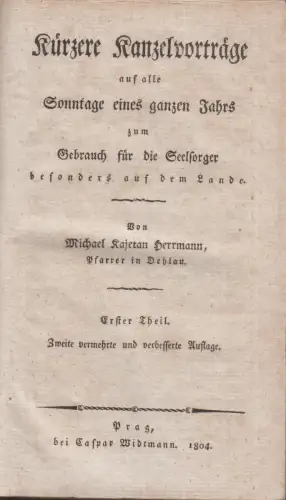 Kürzere Kanzelvorträge
auf alle
Sonntage eines ganzen Jahrs
zum
Gebrauch für die Seelsorger
besonders auf dem Lande.
Von
Michael Kajetan Herrmann,
Pfarrer in Dehlau.
Erster Theil.
Zweite vermehrte und verbesserte Auflage.
Prag,
bei Caspar Widtmann. 1804.